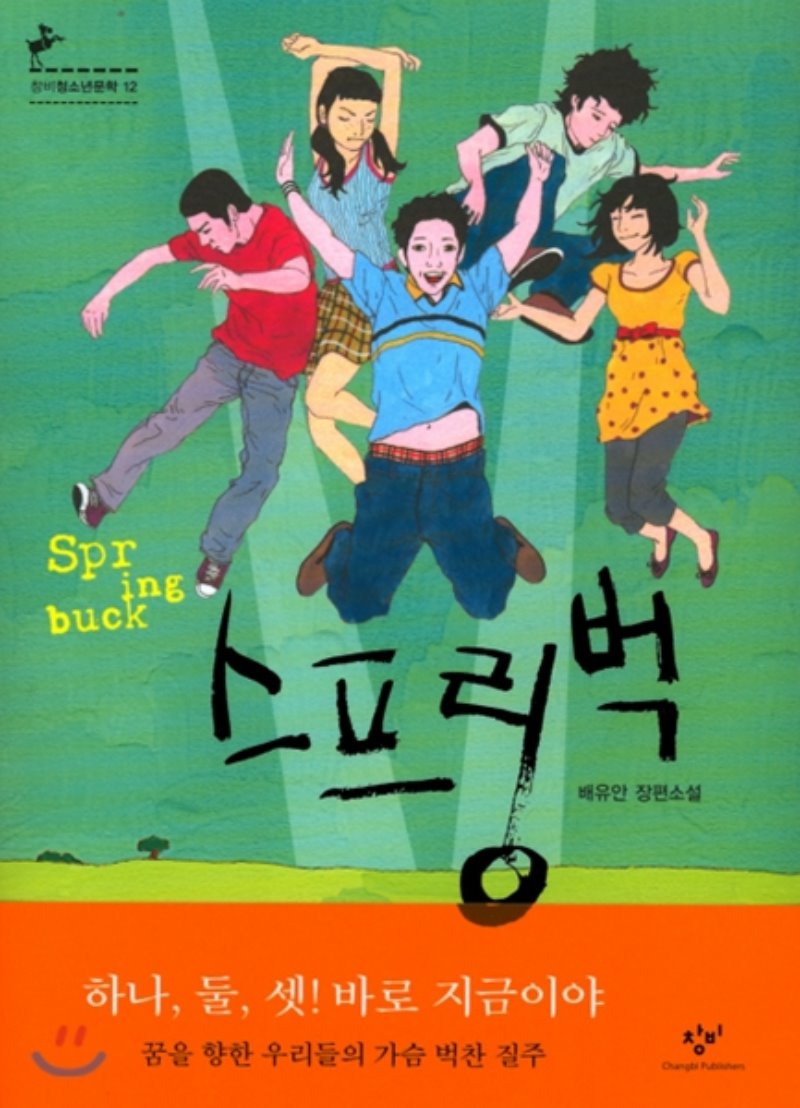 창비청소년문학 12
Spr
ing
buck
스프링벅
배유안 장편소설
하나, 둘, 셋! 바로 지금이야
꿈을 향한 우리들의 가슴 벅찬 질주
창비
Changbi Publishers